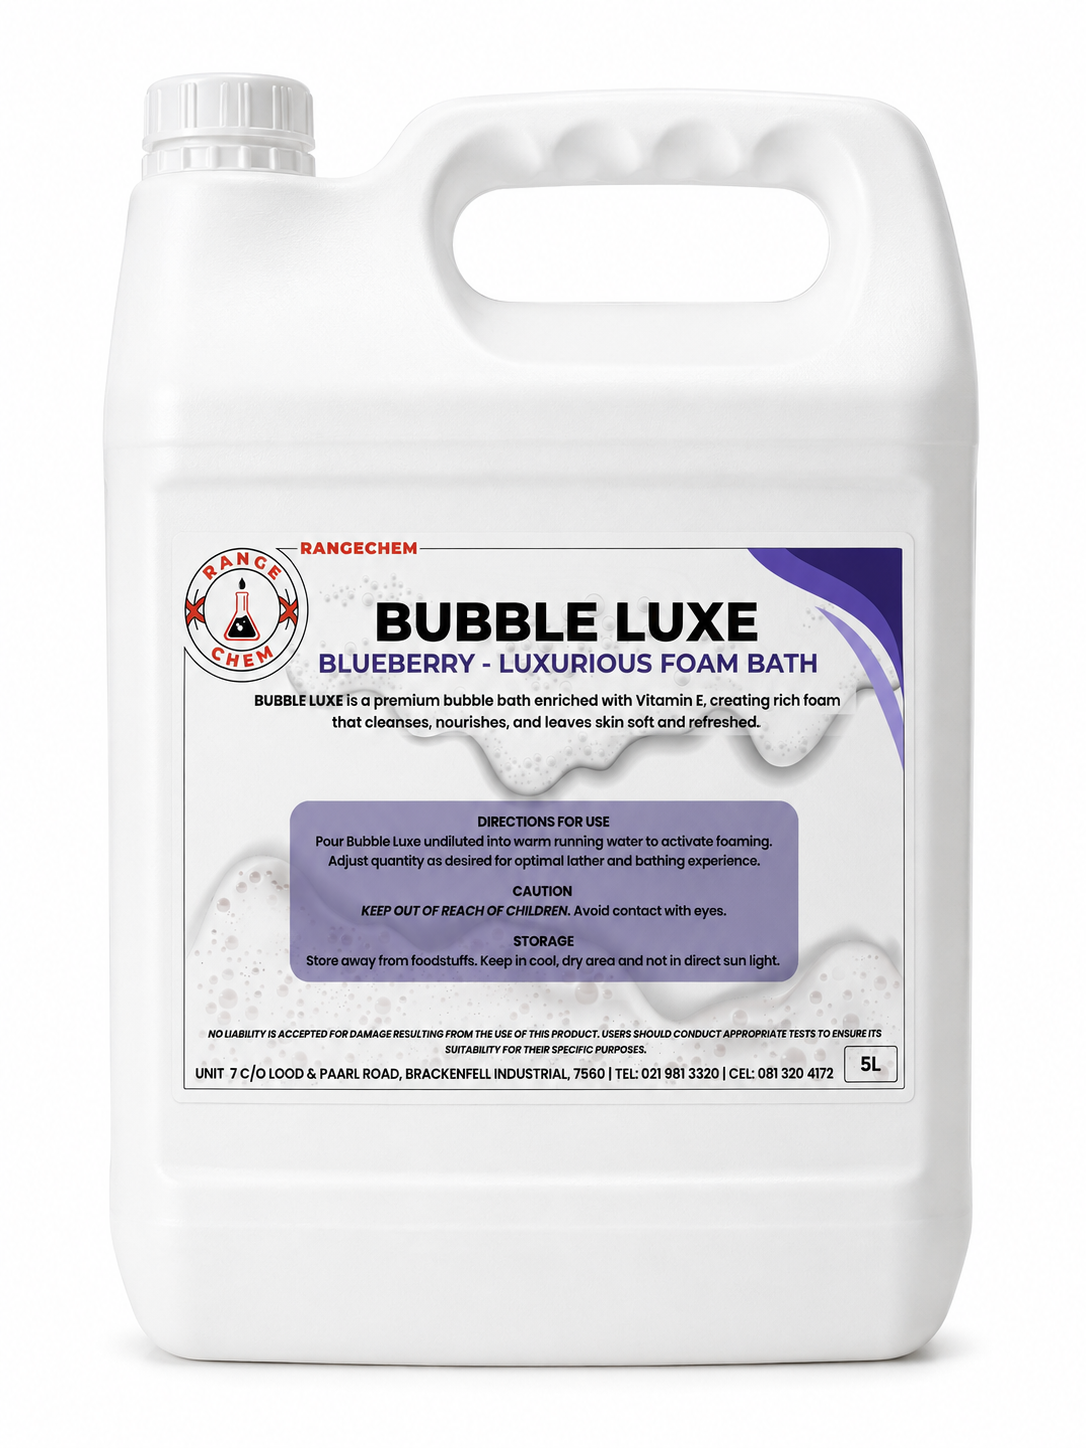 RANGECHEM
RANGE
CHEM
BUBBLE LUXE
BLUEBERRY - LUXURIOUS FOAM BATH
BUBBLE LUXE is a premium bubble bath enriched with Vitamin E, creating rich foam
that cleanses, nourishes, and leaves skin soft and refreshed.
DIRECTIONS FOR USE
Pour Bubble Luxe undiluted into warm running water to activate foaming.
Adjust quantity as desired for optimal lather and bathing experience.
CAUTION
KEEP OUT OF REACH OF CHILDREN. Avoid contact with eyes.
STORAGE
Store away from foodstuffs. Keep in cool, dry area and not in direct sun light.
NO LIABILITY IS ACCEPTED FOR DAMAGE RESULTING FROM THE USE OF THIS PRODUCT. USERS SHOULD CONDUCT APPROPRIATE TESTS TO ENSURE ITS
SUITABILITY FOR THEIR SPECIFIC PURPOSES.
UNIT 7 C/O LOOD & PAARL ROAD, BRACKENFELL INDUSTRIAL, 7560 | TEL: 021 981 3320 | CEL: 081 320 4172
5L